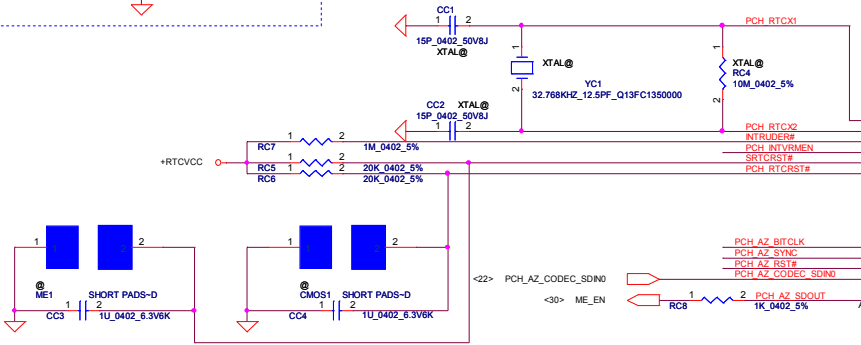 CC1
1 2
PCH_RTCX1
15P_0402_50V8J
XTAL@
1
2
XTAL@
YC1
32.768KHZ_12.5PF_Q13FC1350000
1
2
XTAL@
RC4
10M_0402_5%
CC2 XTAL@
15P_0402_50V8J
1 2
PCH_RTCX2
INTRUDER#
PCH_INTVRMEN
SRTCRST#
PCH_RTCRST#
+RTCVCC
RC7 1 2 1M_0402_5%
RC5 1 2 20K_0402_5%
RC6 1 2 20K_0402_5%
1 2
@
ME1 SHORT PADS~D
CC3 1 2
1U_0402_6.3V6K
1 2
@
CMOS1 SHORT PADS~D
CC4 1 2
1U_0402_6.3V6K
PCH_AZ_BITCLK
PCH_AZ_SYNC
PCH_AZ_RST#
PCH_AZ_CODEC_SDIN0
<22> PCH_AZ_CODEC_SDIN0
<30> ME_EN
RC8 1 2 PCH_AZ_SDOUT
1K_0402_5%